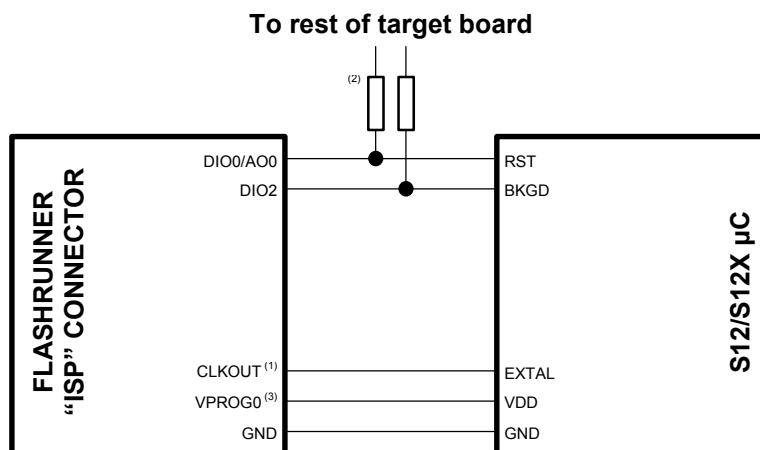 To rest of target board
(2)
FLASHRUNNER
“ISP” CONNECTOR
DIO0/AO0
DIO2
CLKOUT (1)
VPROG0 (3)
GND
RST
BKGD
EXTAL
VDD
GND
S12/S12X µC